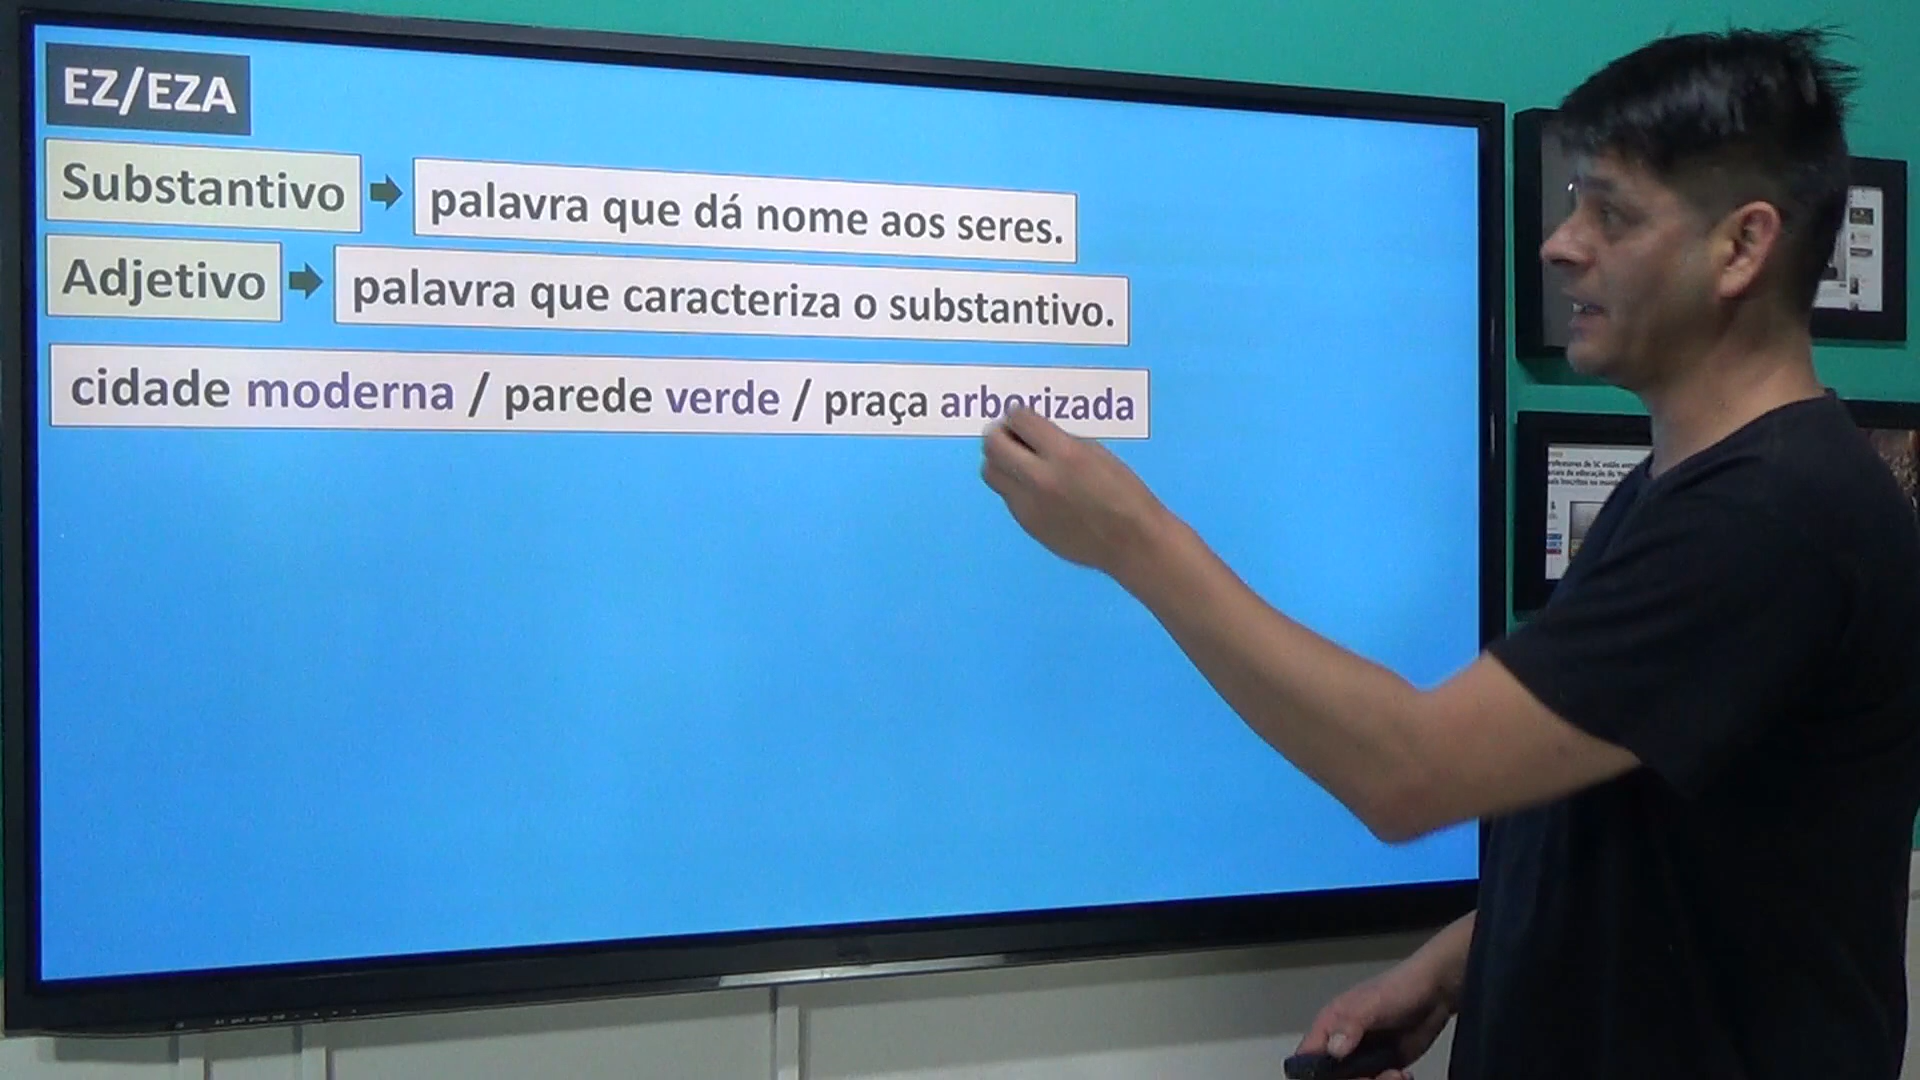 EZ/EZA
Substantivo palavra que dá nome aos seres.
Adjetivo palavra que caracteriza o substantivo.
cidade moderna / parede verde / praça arborizada